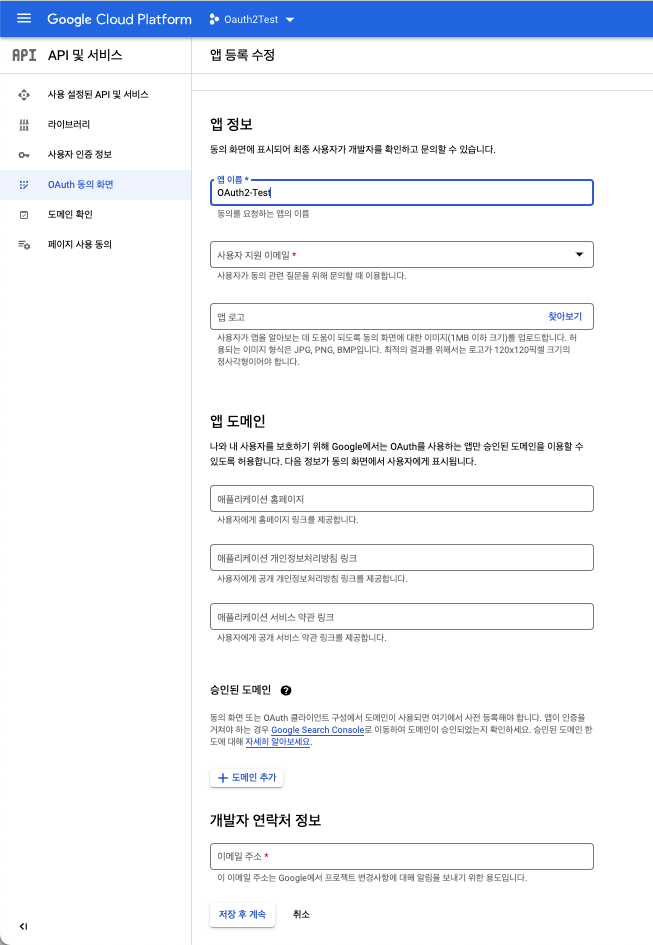 Google Cloud Platform
Oauth2Test
API
API 및 서비스
앱 등록 수정
사용 설정된 API 및 서비스
라이브러리
사용자 인증 정보
OAuth 동의 화면
도메인 확인
페이지 사용 동의
앱 정보
동의 화면에 표시되어 최종 사용자가 개발자를 확인하고 문의할 수 있습니다.
앱 이름 *
OAuth2-Test
동의를 요청하는 앱의 이름
사용자 지원 이메일 *
사용자가 동의 관련 질문을 위해 문의할 때 이용합니다.
앱 로고 찾아보기
사용자가 앱을 알아보는 데 도움이 되도록 동의 화면에 대한 이미지(1MB 이하 크기)를 업로드합니다. 허
용되는 이미지 형식은 JPG, PNG, BMP입니다. 최적의 결과를 위해서는 로고가 120x120픽셀 크기의
정사각형이어야 합니다.
앱 도메인
나와 내 사용자를 보호하기 위해 Google에서는 OAuth를 사용하는 앱만 승인된 도메인을 이용할 수
있도록 허용합니다. 다음 정보가 동의 화면에서 사용자에게 표시됩니다.
애플리케이션 홈페이지
사용자에게 홈페이지 링크를 제공합니다.
애플리케이션 개인정보처리방침 링크
사용자에게 공개 개인정보처리방침 링크를 제공합니다.
애플리케이션 서비스 약관 링크
사용자에게 공개 서비스 약관 링크를 제공합니다.
승인된 도메인 ?
동의 화면 또는 OAuth 클라이언트 구성에서 도메인이 사용되면 여기에서 사전 등록해야 합니다. 앱이 인증을
거쳐야 하는 경우 Google Search Console로 이동하여 도메인이 승인되었는지 확인하세요. 승인된 도메인 한
도에 대해 자세히 알아보세요.
+ 도메인 추가
개발자 연락처 정보
이메일 주소 *
이 이메일 주소는 Google에서 프로젝트 변경사항에 대해 알림을 보내기 위한 용도입니다.
저장 후 계속 취소